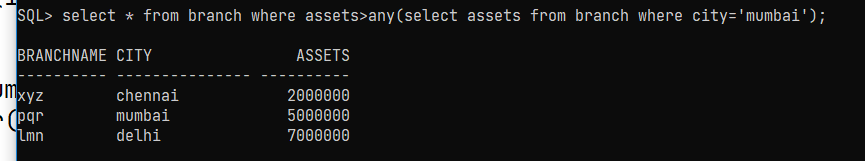 SQL> select * from branch where assets>any(select assets from branch where city='mumbai');
BRANCHNAME CITY                 ASSETS
---------- --------------- ----------
xyz        chennai            2000000
pqr        mumbai             5000000
lmn        delhi              7000000